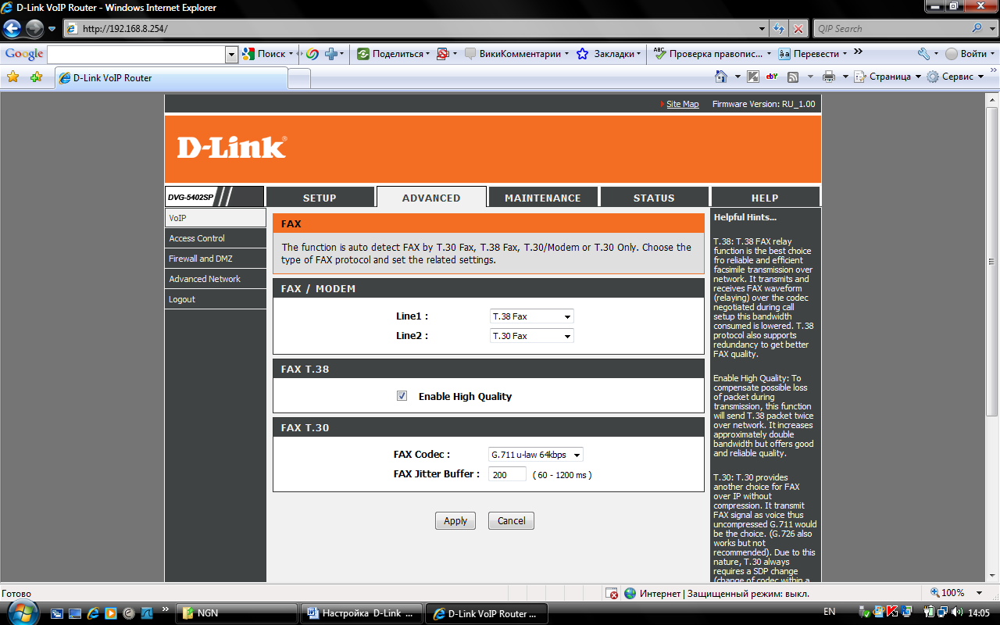 D-Link VoIP Router - Windows Internet Explorer
http://192.168.8.254/
QIP Search
Google
Поиск
Поделиться
ВикиКомментарии
Закладки
Проверка правопис...
Перевести
Войти
D-Link VoIP Router
Страница
Сервис
Site Map
Firmware Version: RU_1.00
D-Link
DVG-5402SP
SETUP
ADVANCED
MAINTENANCE
STATUS
HELP
VoIP
Access Control
Firewall and DMZ
Advanced Network
Logout
FAX
The function is auto detect FAX by T.30 Fax, T.38 Fax, T.30/Modem or T.30 Only. Choose the
type of FAX protocol and set the related settings.
FAX / MODEM
Line1 :
T.38 Fax
Line2 :
T.30 Fax
FAX T.38
Enable High Quality
FAX T.30
FAX Codec :
G.711 u-law 64kbps
FAX Jitter Buffer :
200
( 60 - 1200 ms )
Apply
Cancel
Helpful Hints...
T.38: T.38 FAX relay
function is the best choice
fro reliable and efficient
facsimile transmission over
network. It transmits and
receives FAX waveform
(relaying) over the codec
negotiated during call
setup this bandwidth
consumed is lowered. T.38
protocol also supports
redundancy to get better
FAX quality.
Enable High Quality: To
compensate possible loss
of packet during
transmission, this function
will send T.38 packet twice
over network. It increases
approximately double
bandwidth but offers good
and reliable quality.
T.30: T.30 provides
another choice for FAX
over IP without
compression. It transmit
FAX signal as voice thus
uncompressed G.711 would
be the choice. (G.726 also
works but not
recommended). Due to this
nature, T.30 always
requires a SDP change
(change of codec within a
Готово
Интернет | Защищенный режим: выкл.
100%
NGN
Настройка D-Link ...
D-Link VoIP Router ...
EN
14:05